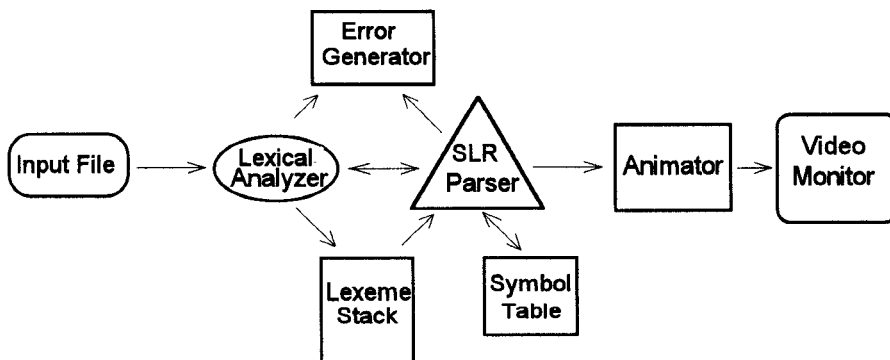 Error
Generator
Input File
Lexical
Analyzer
SLR
Parser
Animator
Video
Monitor
Lexeme
Stack
Symbol
Table